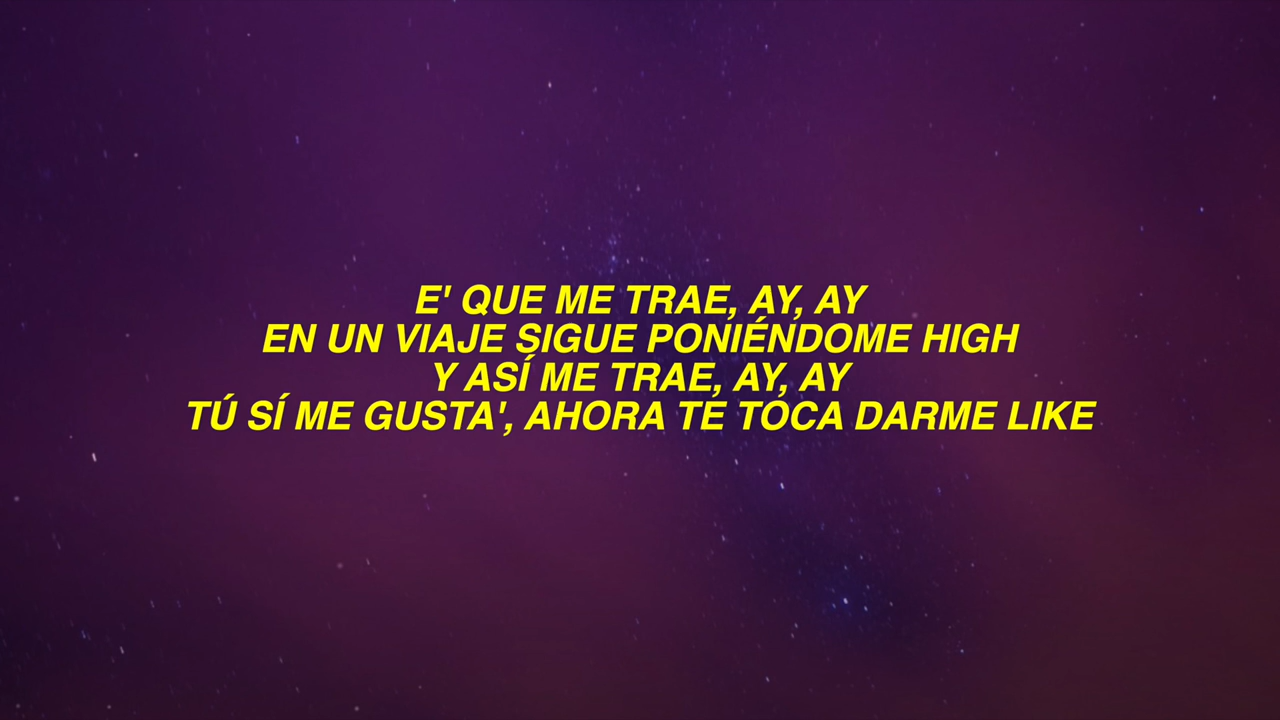 E' QUE ME TRAE, AY, AY
EN UN VIAJE SIGUE PONIÉNDOME HIGH
Y ASÍ ME TRAE, AY, AY
TÚ SÍ ME GUSTA', AHORA TE TOCA DARME LIKE